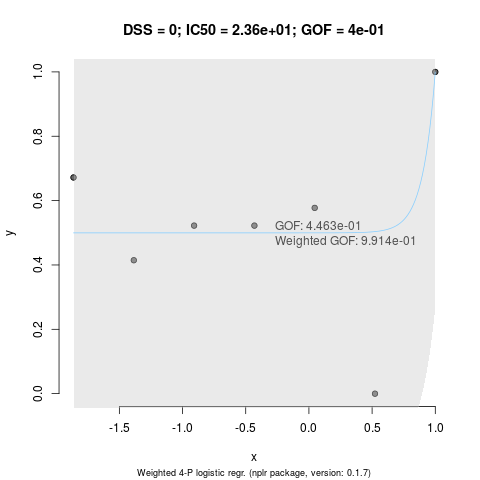 DSS = 0; IC50 = 2.36e+01; GOF = 4e-01
1.0
0.8
0.6
0.4
0.2
0.0
y
GOF: 4.463e-01
Weighted GOF: 9.914e-01
-1.5 -1.0 -0.5 0.0 0.5 1.0
x
Weighted 4-P logistic regr. (nplr package, version: 0.1.7)